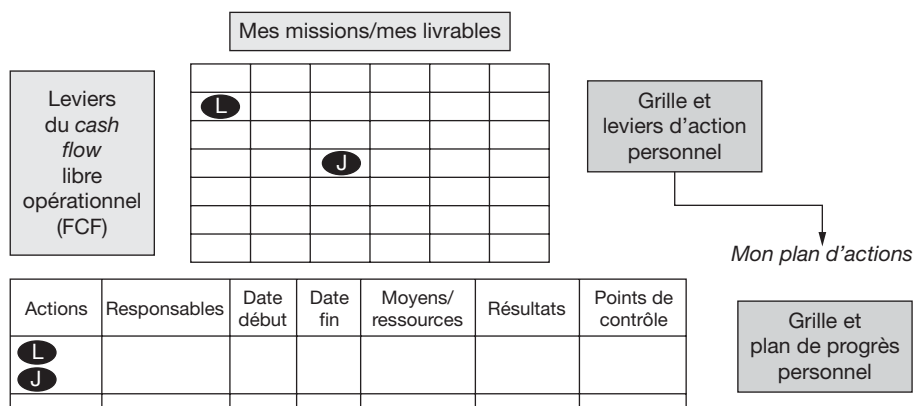 Mes missions/mes livrables
Leviers
du cash
flow
libre
opérationnel
(FCF)
L
J
Grille et
leviers d'action
personnel
Mon plan d'actions
Actions
Responsables
Date
début
Date
fin
Moyens/
ressources
Résultats
Points de
contrôle
L
J
Grille et
plan de progrès
personnel